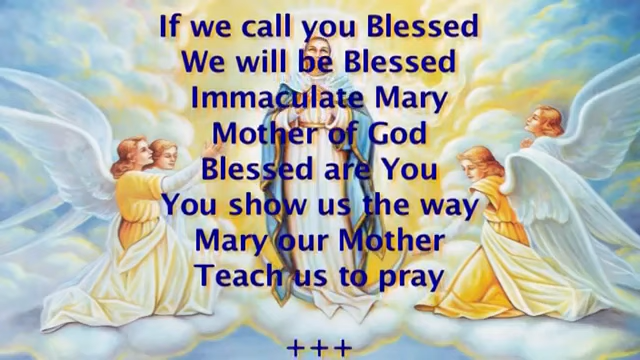 If we call you Blessed
We will be Blessed
Immaculate Mary
Mother of God
Blessed are You
You show us the way
Mary our Mother
Teach us to pray
+++